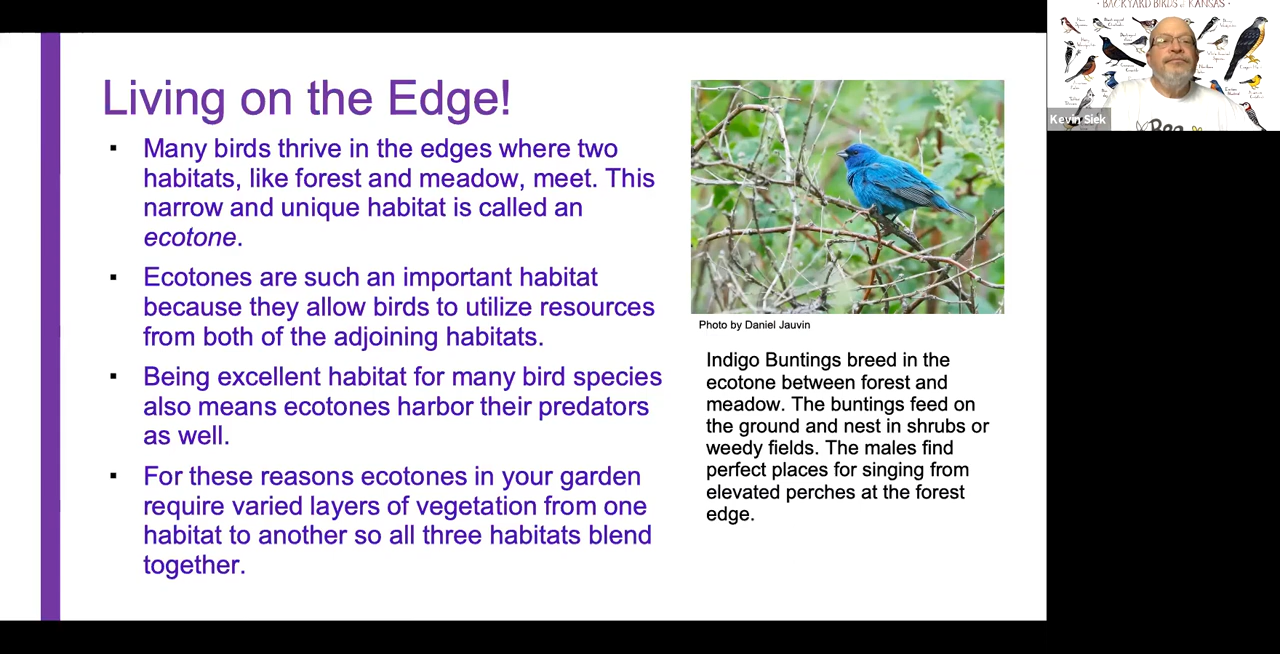 Living on the Edge!
▪ Many birds thrive in the edges where two
habitats, like forest and meadow, meet. This
narrow and unique habitat is called an
ecotone.
▪ Ecotones are such an important habitat
because they allow birds to utilize resources
from both of the adjoining habitats.
▪ Being excellent habitat for many bird species
also means ecotones harbor their predators
as well.
▪ For these reasons ecotones in your garden
require varied layers of vegetation from one
habitat to another so all three habitats blend
together.
Photo by Daniel Jauvin
Indigo Buntings breed in the
ecotone between forest and
meadow. The buntings feed on
the ground and nest in shrubs or
weedy fields. The males find
perfect places for singing from
elevated perches at the forest
edge.
BACKYARD BIRDS of KANSAS
Kevin Siek
Bee